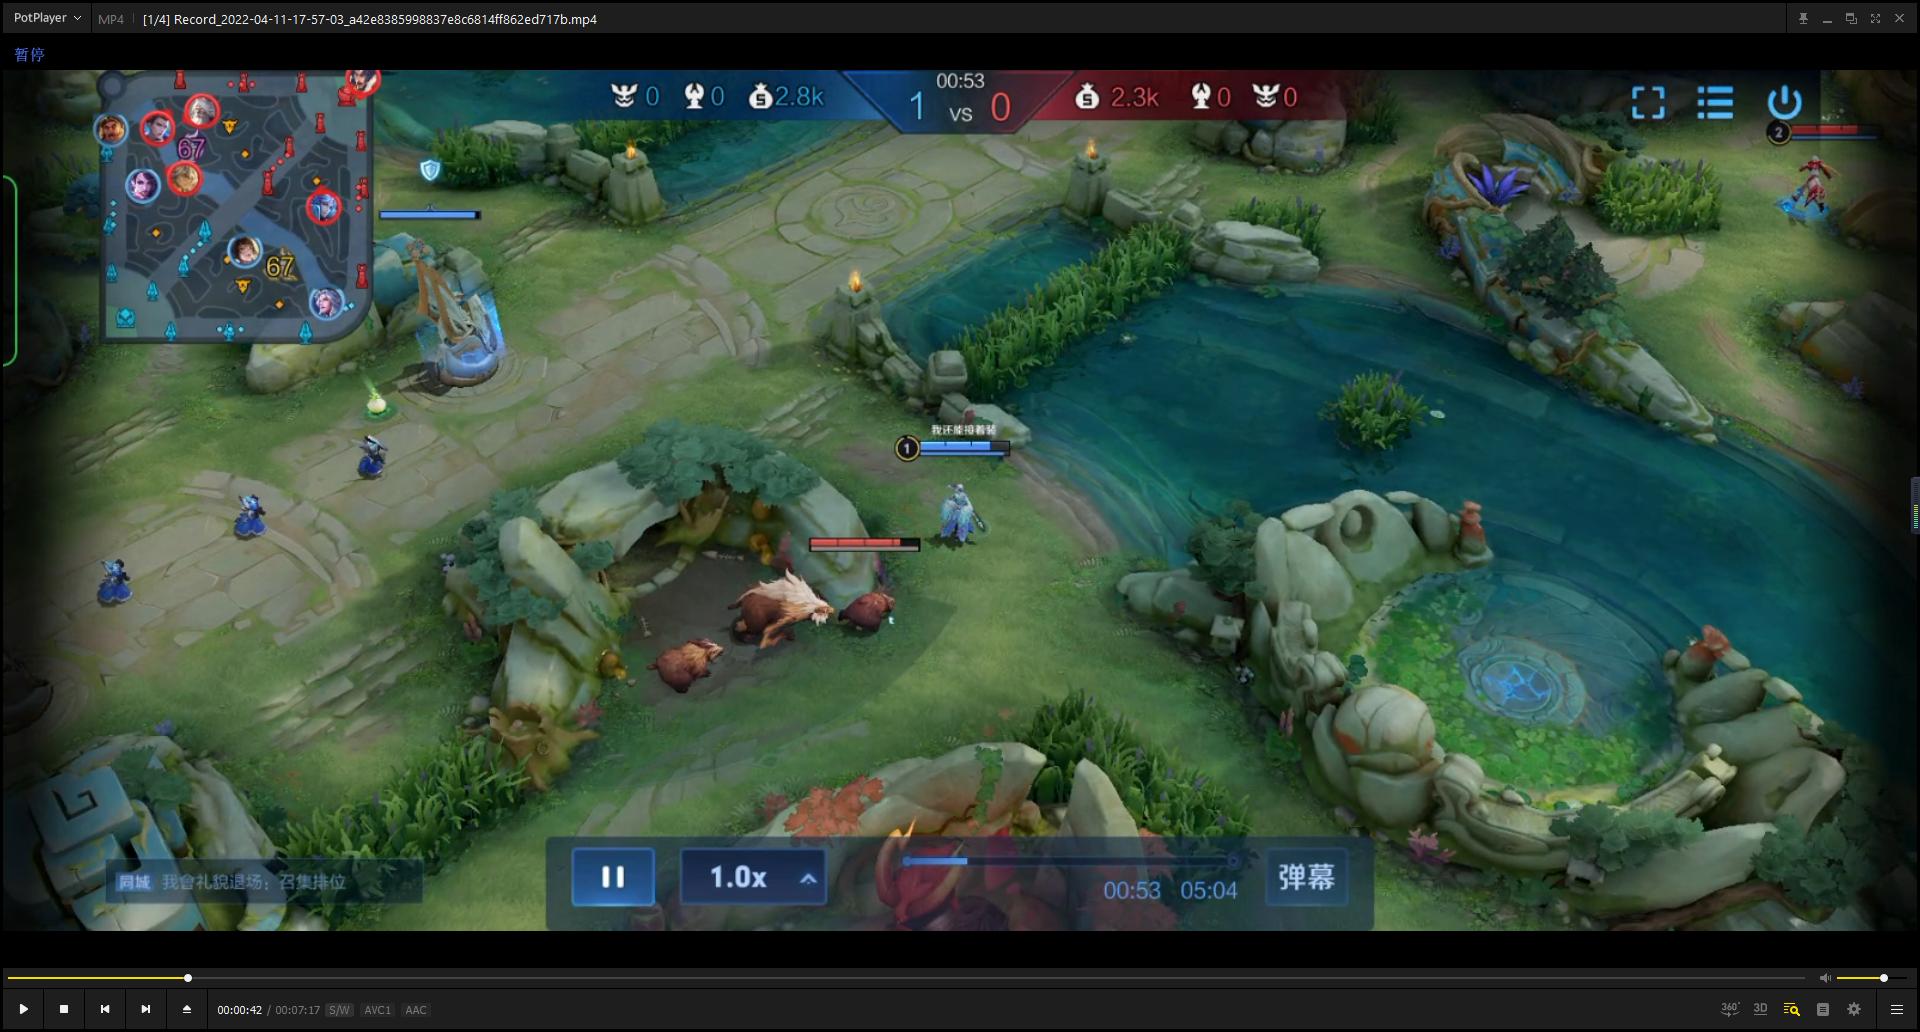 PotPlayer MP4 [1/4] Record_2022-04-11-17-57-03_a42e8385998837e8c6814ff862ed717b.mp4
暂停
0 0 2.8k 1 00:53 VS 0 2.3k 0 0
2
67
67
我还能接着装
1
同城 我会礼貌退场：召集排位
1.0x
00:53 05:04
弹幕
00:00:42 / 00:07:17 S/W AVC1 AAC
360° 3D